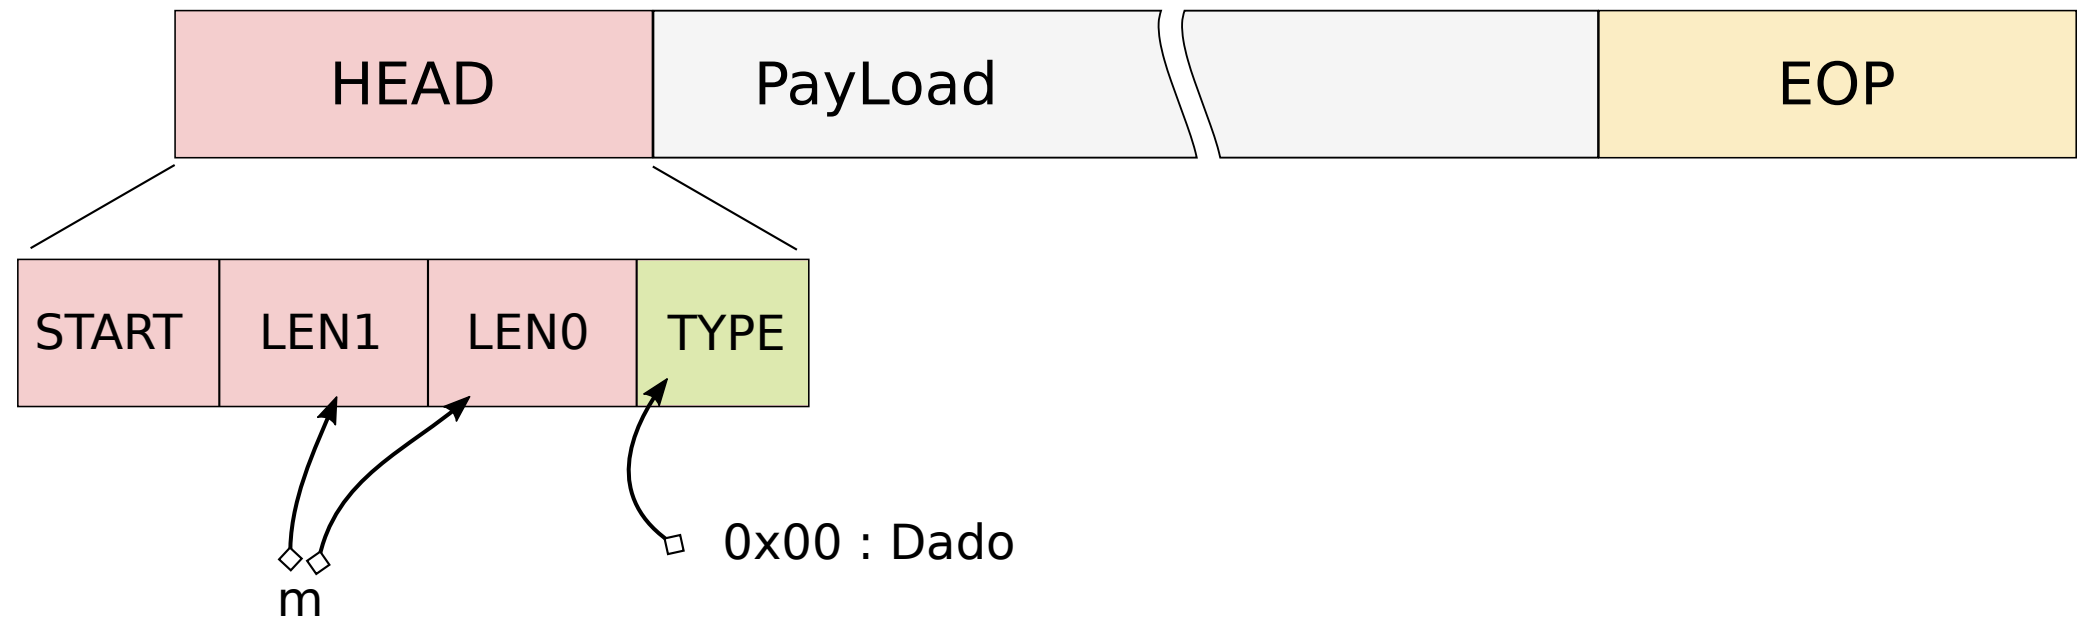 HEAD PayLoad EOP
START LEN1 LEN0 TYPE
0x00 : Dado
m